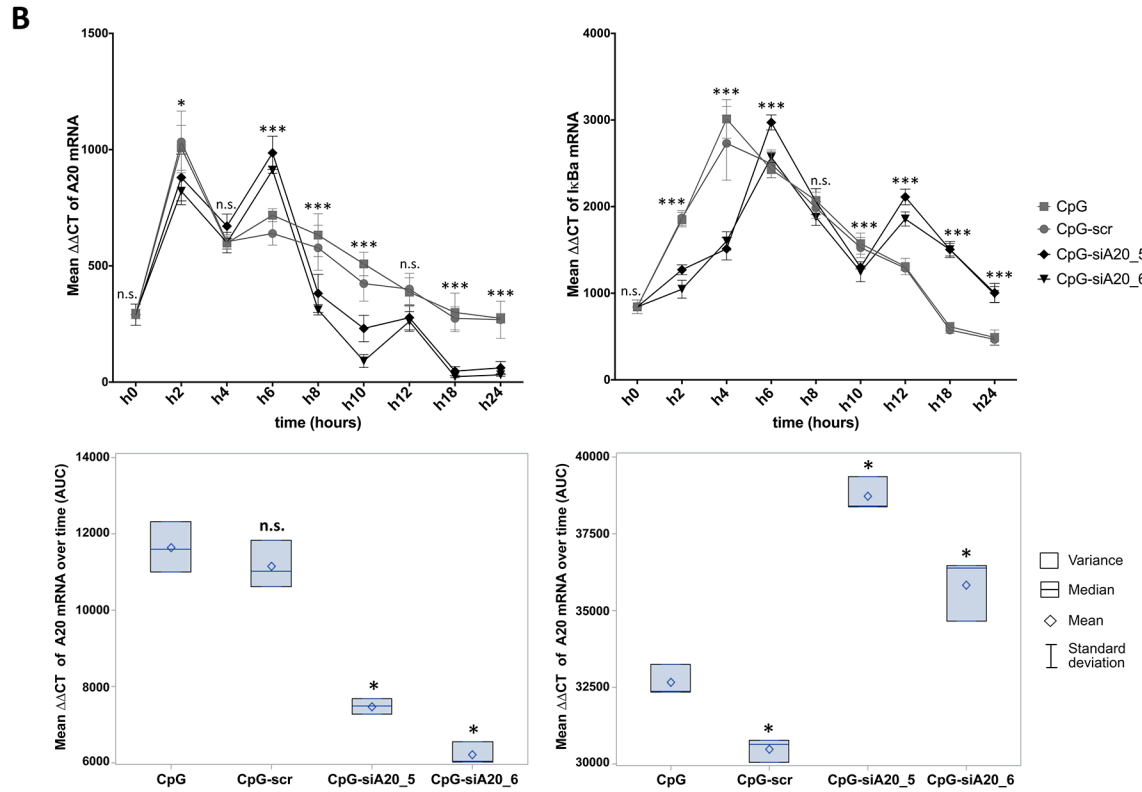 B
1500
1000
500
0
Mean ΔΔCT of A20 mRNA
n.s.
*
n.s.
***
***
***
n.s.
***
***
h0
h2
h4
h6
h8
h10
h12
h18
h24
time (hours)
4000
3000
2000
1000
0
Mean ΔΔCT of IκBa mRNA
n.s.
***
***
***
n.s.
***
***
***
***
h0
h2
h4
h6
h8
h10
h12
h18
h24
time (hours)
CpG
CpG-scr
CpG-siA20_5
CpG-siA20_6
14000
12000
10000
8000
6000
Mean ΔΔCT of A20 mRNA over time (AUC)
n.s.
*
*
CpG
CpG-scr
CpG-siA20_5
CpG-siA20_6
40000
37500
35000
32500
30000
Mean ΔΔCT of A20 mRNA over time (AUC)
*
*
*
CpG
CpG-scr
CpG-siA20_5
CpG-siA20_6
Variance
Median
Mean
Standard
deviation